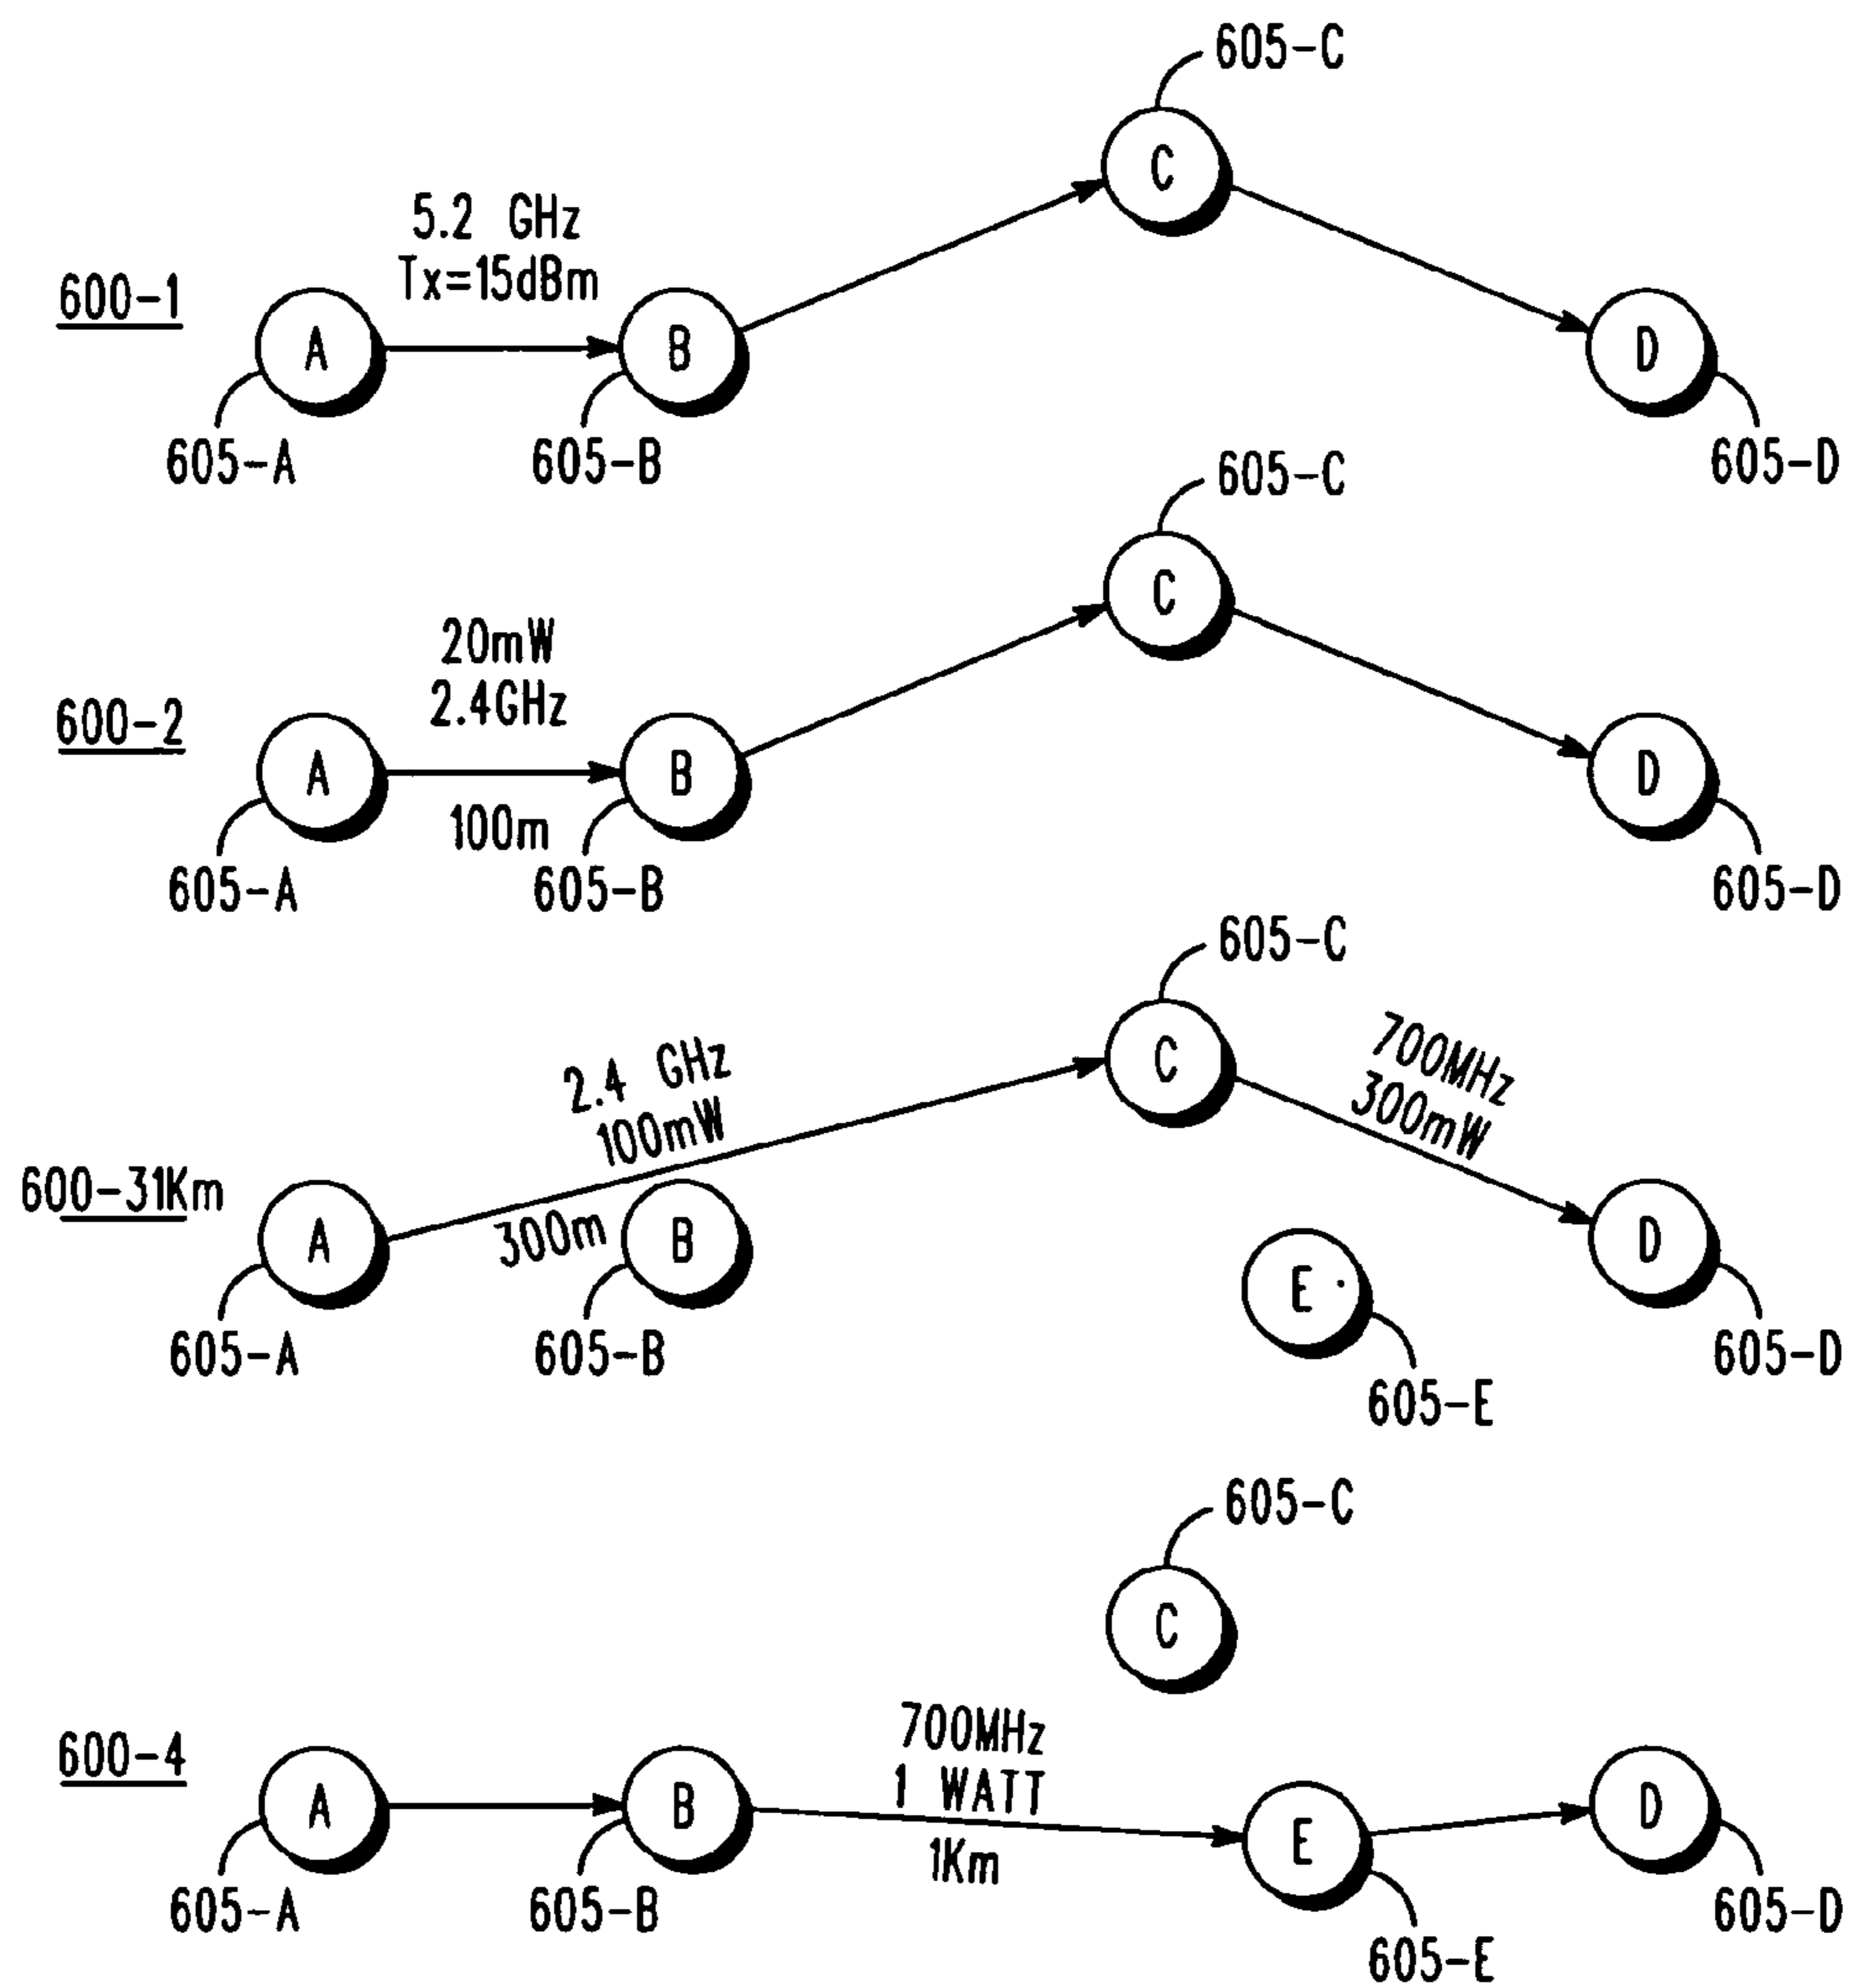 605-C
C
5.2 GHz
Tx=15dBm
600-1
A
B
D
605-A
605-B
605-D
605-C
C
20mW
2.4GHz
600-2
A
B
D
100m
605-A
605-B
605-D
605-C
C
700MHz
300mW
2.4 GHz
100mW
600-31Km
A
300m
B
E
D
605-A
605-B
605-D
605-E
605-C
C
700MHz
1 WATT
600-4
A
B
E
D
1Km
605-A
605-B
605-D
605-E